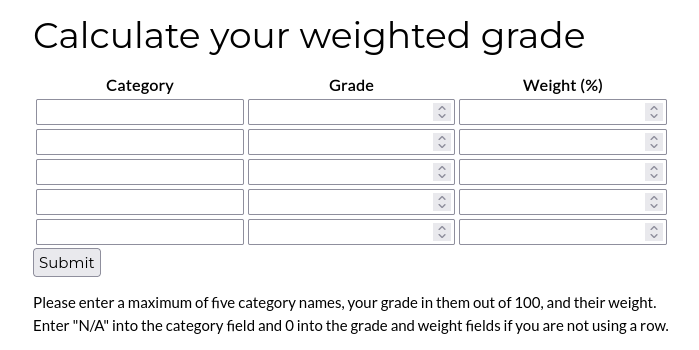 Calculate your weighted grade
Category Grade Weight (%)
Submit
Please enter a maximum of five category names, your grade in them out of 100, and their weight.
Enter "N/A" into the category field and 0 into the grade and weight fields if you are not using a row.